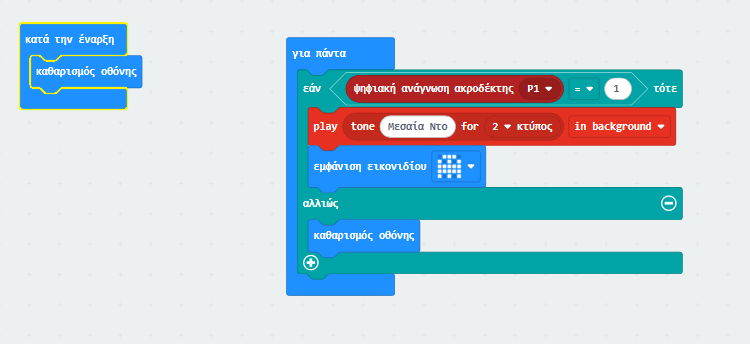 κατά την έναρξη
καθαρισμός οθόνης
για πάντα
εάν ψηφιακή ανάγνωση ακροδέκτης P1 = 1 τότε
play tone Μεσαία Ντο for 2 κτύπος in background
εμφάνιση εικονιδίου
αλλιώς
καθαρισμός οθόνης